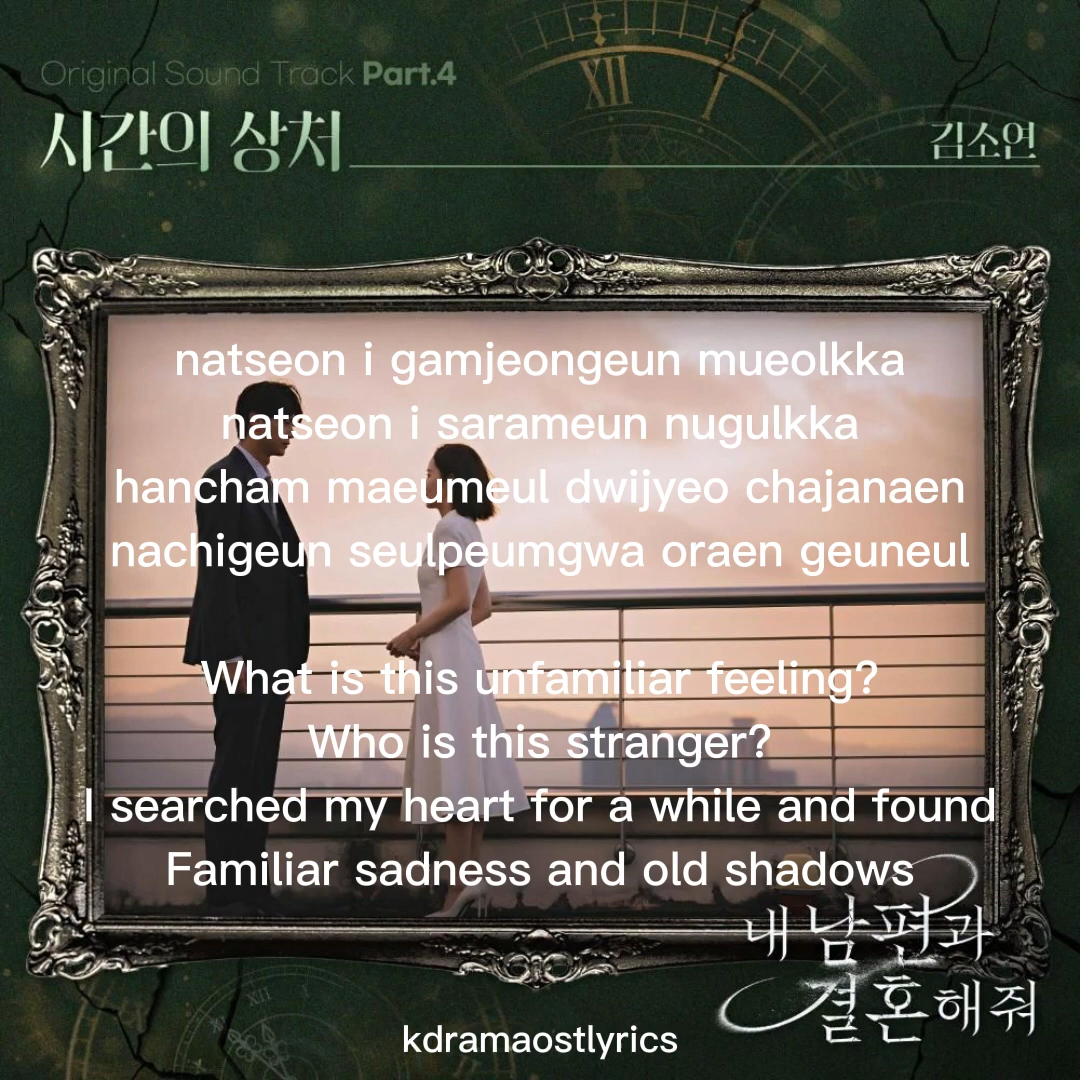 Original Sound Track Part.4
시간의 상처
김소연
natseon i gamjeongeun mueolkka
natseon i sarameun nugulkka
hancham maeumeul dwijyeo chajanaen
nachigeun seulpeumgwa oraen geuneul
What is this unfamiliar feeling?
Who is this stranger?
I searched my heart for a while and found
Familiar sadness and old shadows
내 남편과
결혼해줘
kdramaostlyrics
XII
XII